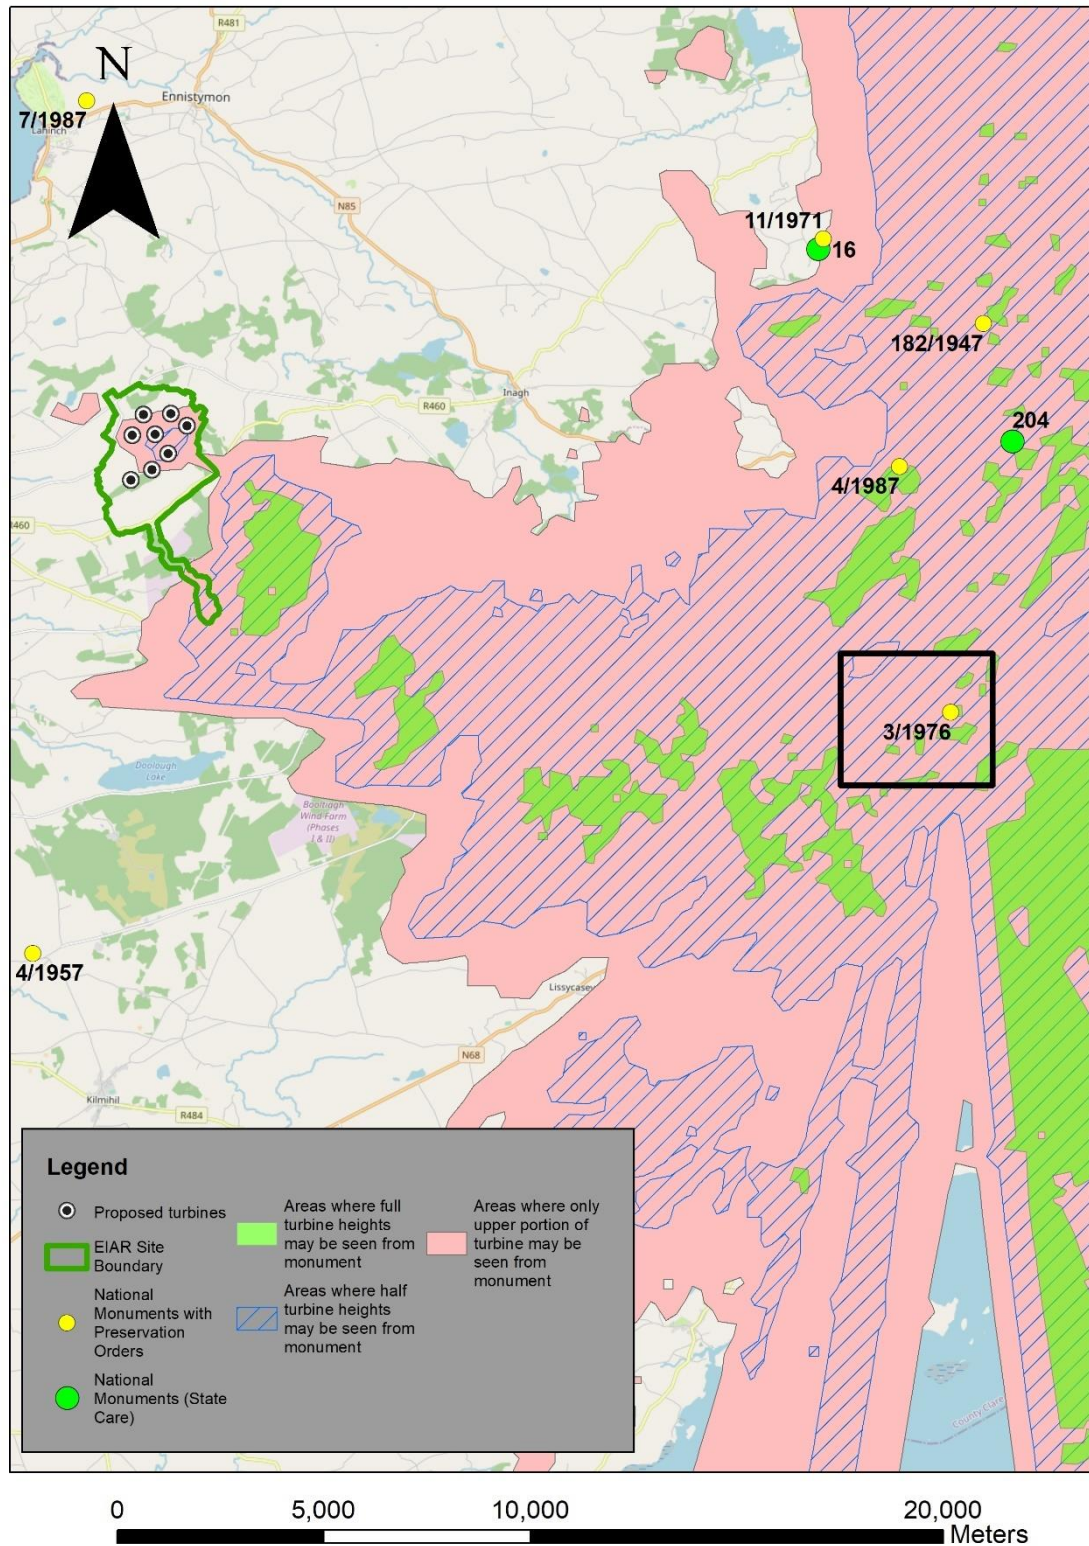 R481
N
Ennistymon
7/1987
Lahinch
N85
11/1971
16
182/1947
Inagh
R460
204
4/1987
R460
3/1976
Doolough
Lake
Booltiagh
Wind Farm
(Phases
I & II)
4/1957
Lissycasey
N68
Kilmihil
R484
County Clare
Legend
Proposed turbines
EIAR Site
Boundary
National
Monuments with
Preservation
Orders
National
Monuments (State
Care)
Areas where full
turbine heights
may be seen from
monument
Areas where half
turbine heights
may be seen from
monument
Areas where only
upper portion of
turbine may be
seen from
monument
0 5,000 10,000 20,000
Meters